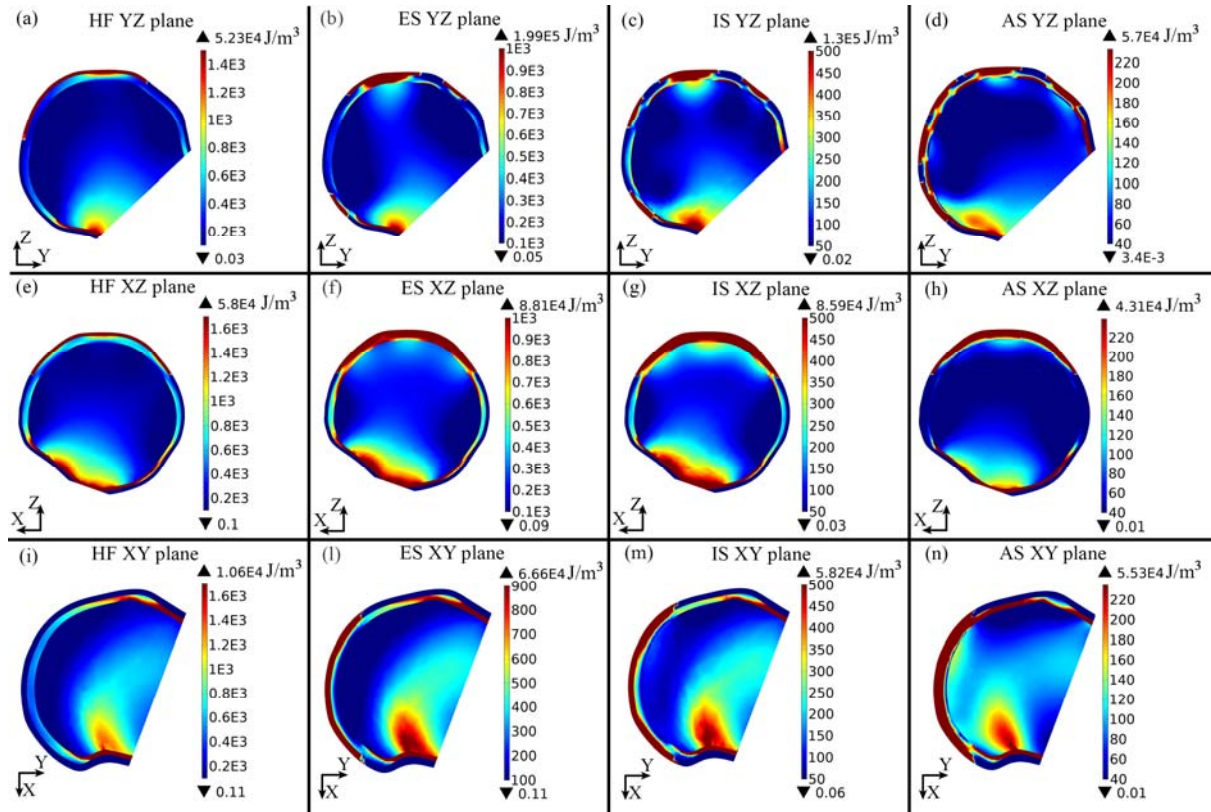 (a) HF YZ plane
▲ 5.23E4 J/m³
1.4E3
1.2E3
1E3
0.8E3
0.6E3
0.4E3
0.2E3
▼ 0.03
Z
Y
(b) ES YZ plane
▲ 1.99E5 J/m³
1E3
0.9E3
0.8E3
0.7E3
0.6E3
0.5E3
0.4E3
0.3E3
0.2E3
0.1E3
▼ 0.05
Z
Y
(c) IS YZ plane
▲ 1.3E5 J/m³
500
450
400
350
300
250
200
150
100
50
▼ 0.02
Z
Y
(d) AS YZ plane
▲ 5.7E4 J/m³
220
200
180
160
140
120
100
80
60
40
▼ 3.4E-3
Z
Y
(e) HF XZ plane
▲ 5.8E4 J/m³
1.6E3
1.4E3
1.2E3
1E3
0.8E3
0.6E3
0.4E3
0.2E3
▼ 0.1
Z
X
(f) ES XZ plane
▲ 8.81E4 J/m³
1E3
0.9E3
0.8E3
0.7E3
0.6E3
0.5E3
0.4E3
0.3E3
0.2E3
0.1E3
▼ 0.09
Z
X
(g) IS XZ plane
▲ 8.59E4 J/m³
500
450
400
350
300
250
200
150
100
50
▼ 0.03
Z
X
(h) AS XZ plane
▲ 4.31E4 J/m³
220
200
180
160
140
120
100
80
60
40
▼ 0.01
Z
X
(i) HF XY plane
▲ 1.06E4 J/m³
1.6E3
1.4E3
1.2E3
1E3
0.8E3
0.6E3
0.4E3
0.2E3
▼ 0.11
Y
X
(l) ES XY plane
▲ 6.66E4 J/m³
900
800
700
600
500
400
300
200
100
▼ 0.11
Y
X
(m) IS XY plane
▲ 5.82E4 J/m³
500
450
400
350
300
250
200
150
100
50
▼ 0.06
Y
X
(n) AS XY plane
▲ 5.53E4 J/m³
220
200
180
160
140
120
100
80
60
40
▼ 0.01
Y
X